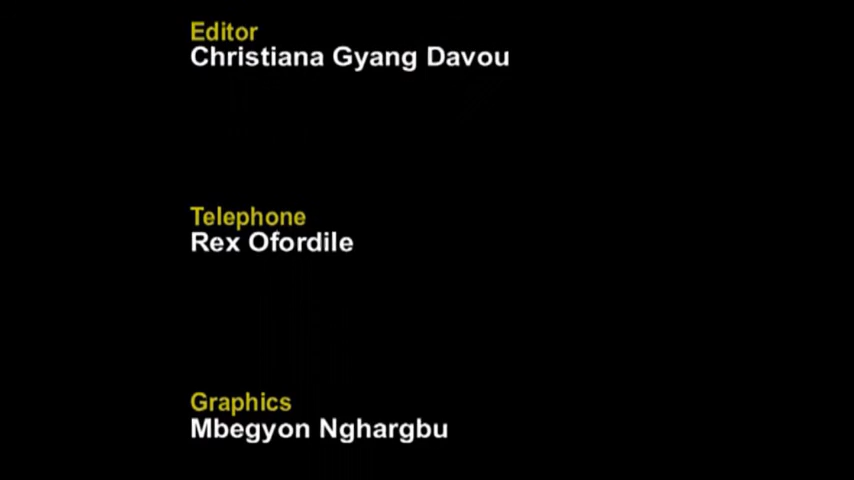 Editor
Christiana Gyang Davou
Telephone
Rex Ofordile
Graphics
Mbegyon Nghargbu